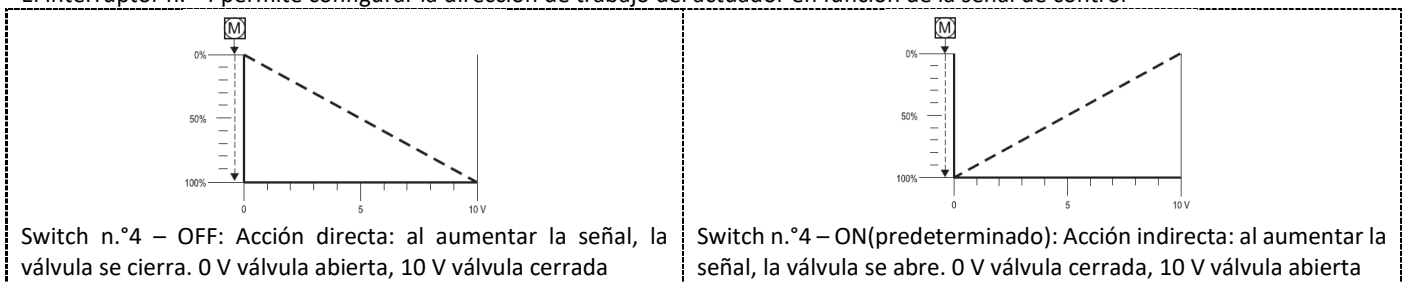 El interruptor n.° 4 permite configurar la dirección de trabajo del actuador en función de la señal de control
M
0%
50%
100%
0 5 10 V
Switch n.°4 – OFF: Acción directa: al aumentar la señal, la
válvula se cierra. 0 V válvula abierta, 10 V válvula cerrada
M
0%
50%
100%
0 5 10 V
Switch n.°4 – ON(predeterminado): Acción indirecta: al aumentar la
señal, la válvula se abre. 0 V válvula cerrada, 10 V válvula abierta